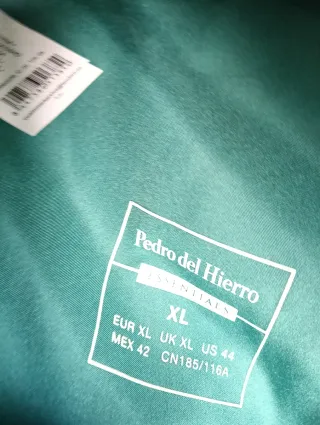 Pedro del Hierro
ESSENTIALS
XL
EUR XL UK XL US 44
MEX 42 CN185/116A